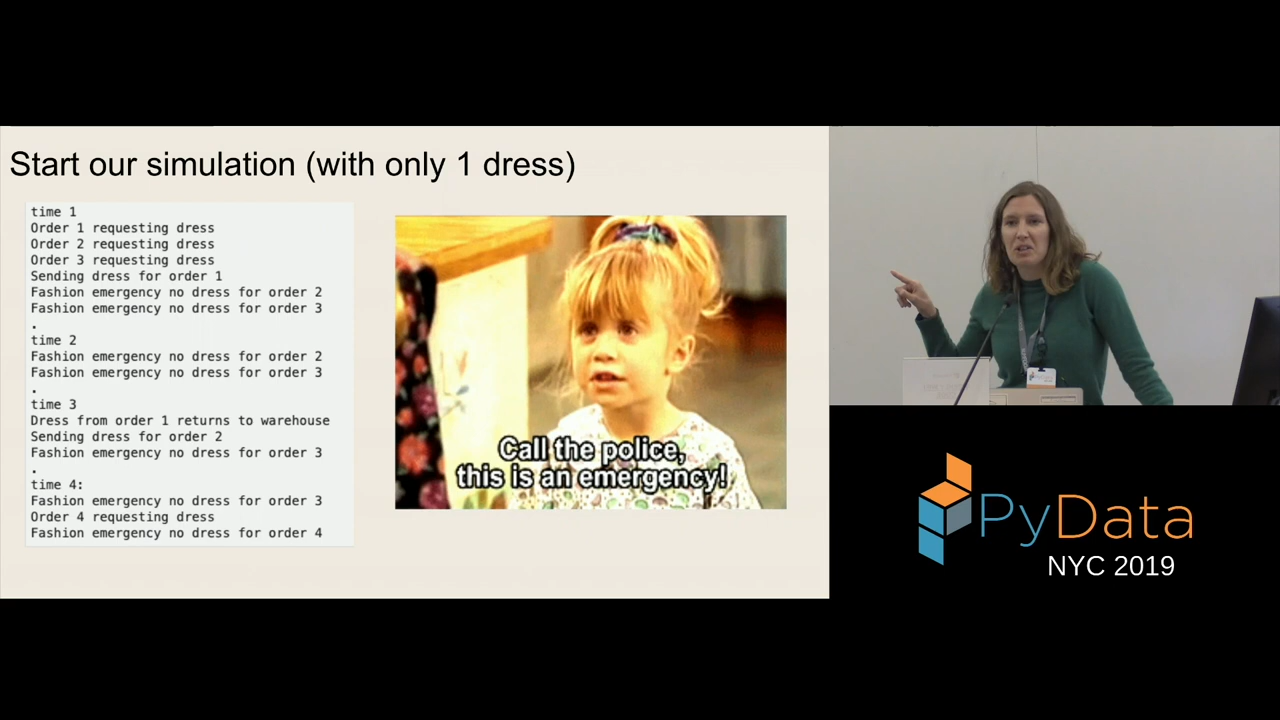 Start our simulation (with only 1 dress)
time 1
Order 1 requesting dress
Order 2 requesting dress
Order 3 requesting dress
Sending dress for order 1
Fashion emergency no dress for order 2
Fashion emergency no dress for order 3
.
time 2
Fashion emergency no dress for order 2
Fashion emergency no dress for order 3
.
time 3
Dress from order 1 returns to warehouse
Sending dress for order 2
Fashion emergency no dress for order 3
.
time 4:
Fashion emergency no dress for order 3
Order 4 requesting dress
Fashion emergency no dress for order 4
Call the police,
this is an emergency!
PyData
NYC 2019